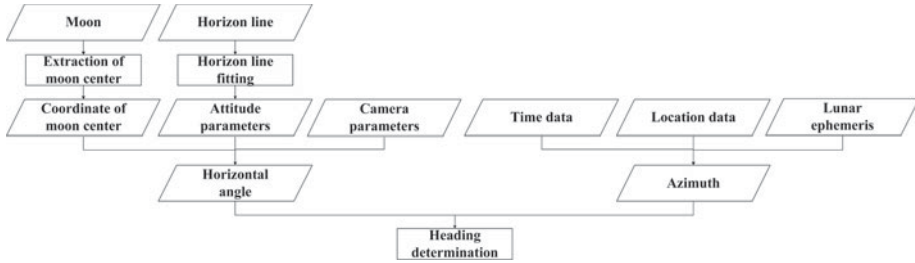 Moon
Horizon line
Extraction of
moon center
Horizon line
fitting
Coordinate of
moon center
Attitude
parameters
Camera
parameters
Time data
Location data
Lunar
ephemeris
Horizontal
angle
Azimuth
Heading
determination